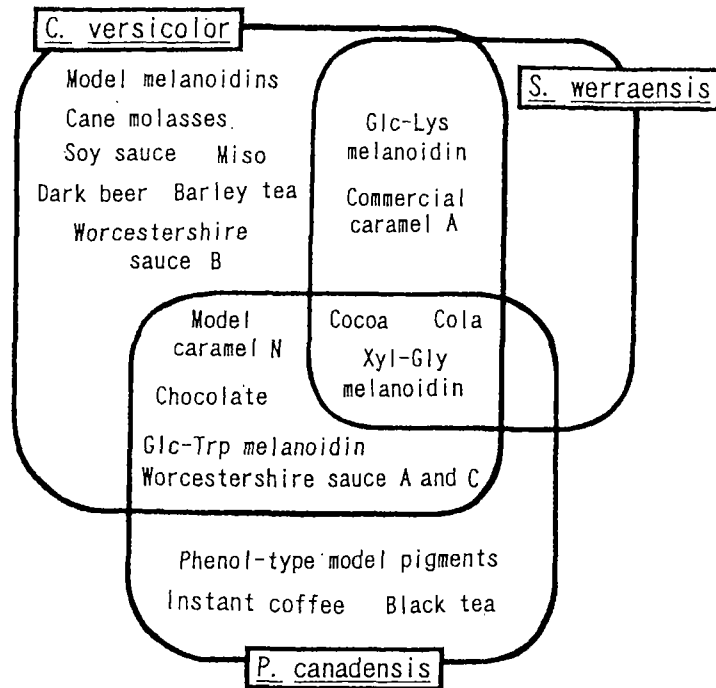 C. versicolor
S. werraensis
Model melanoidins
Cane molasses
Soy sauce Miso
Dark beer Barley tea
Worcestershire
sauce B
Glc-Lys
melanoidin
Commercial
caramel A
Model
caramel N
Chocolate
Cocoa Cola
Xyl-Gly
melanoidin
Glc-Trp melanoidin
Worcestershire sauce A and C
Phenol-type model pigments
Instant coffee Black tea
P. canadensis